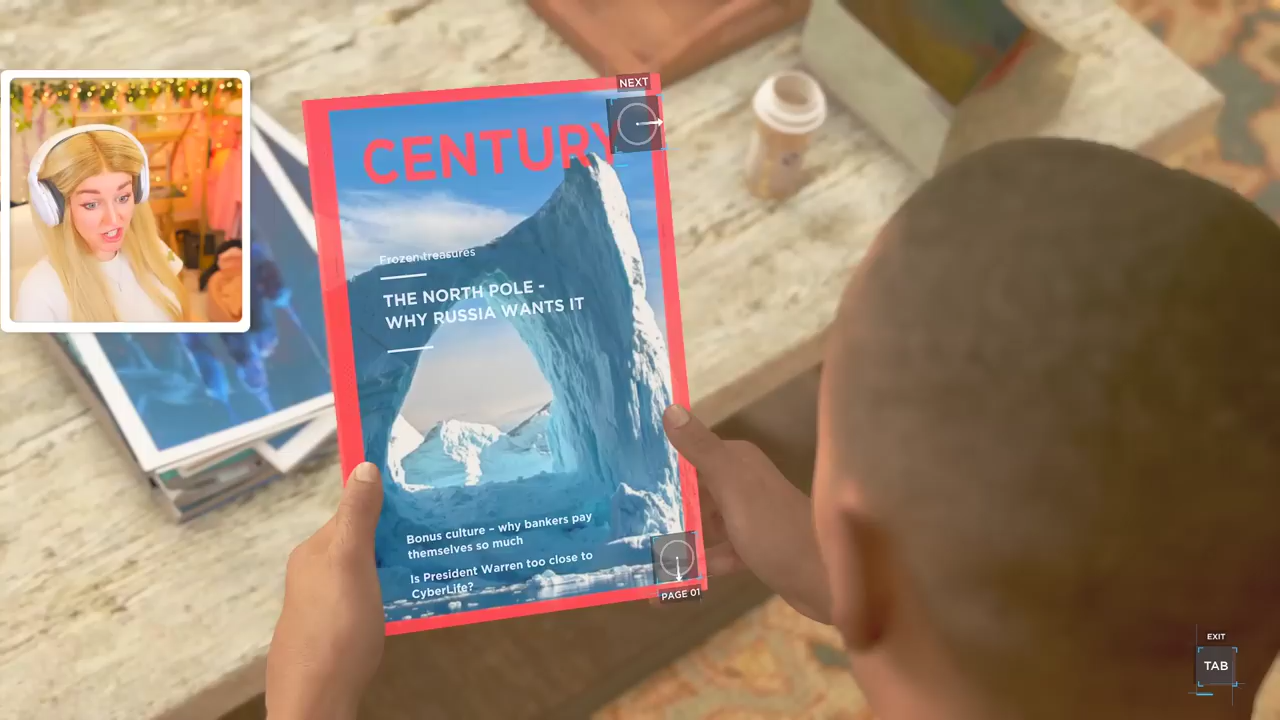 NEXT
CENTURY
Frozen treasures
THE NORTH POLE -
WHY RUSSIA WANTS IT
Bonus culture – why bankers pay
themselves so much
Is President Warren too close to
CyberLife?
PAGE 01
EXIT
TAB